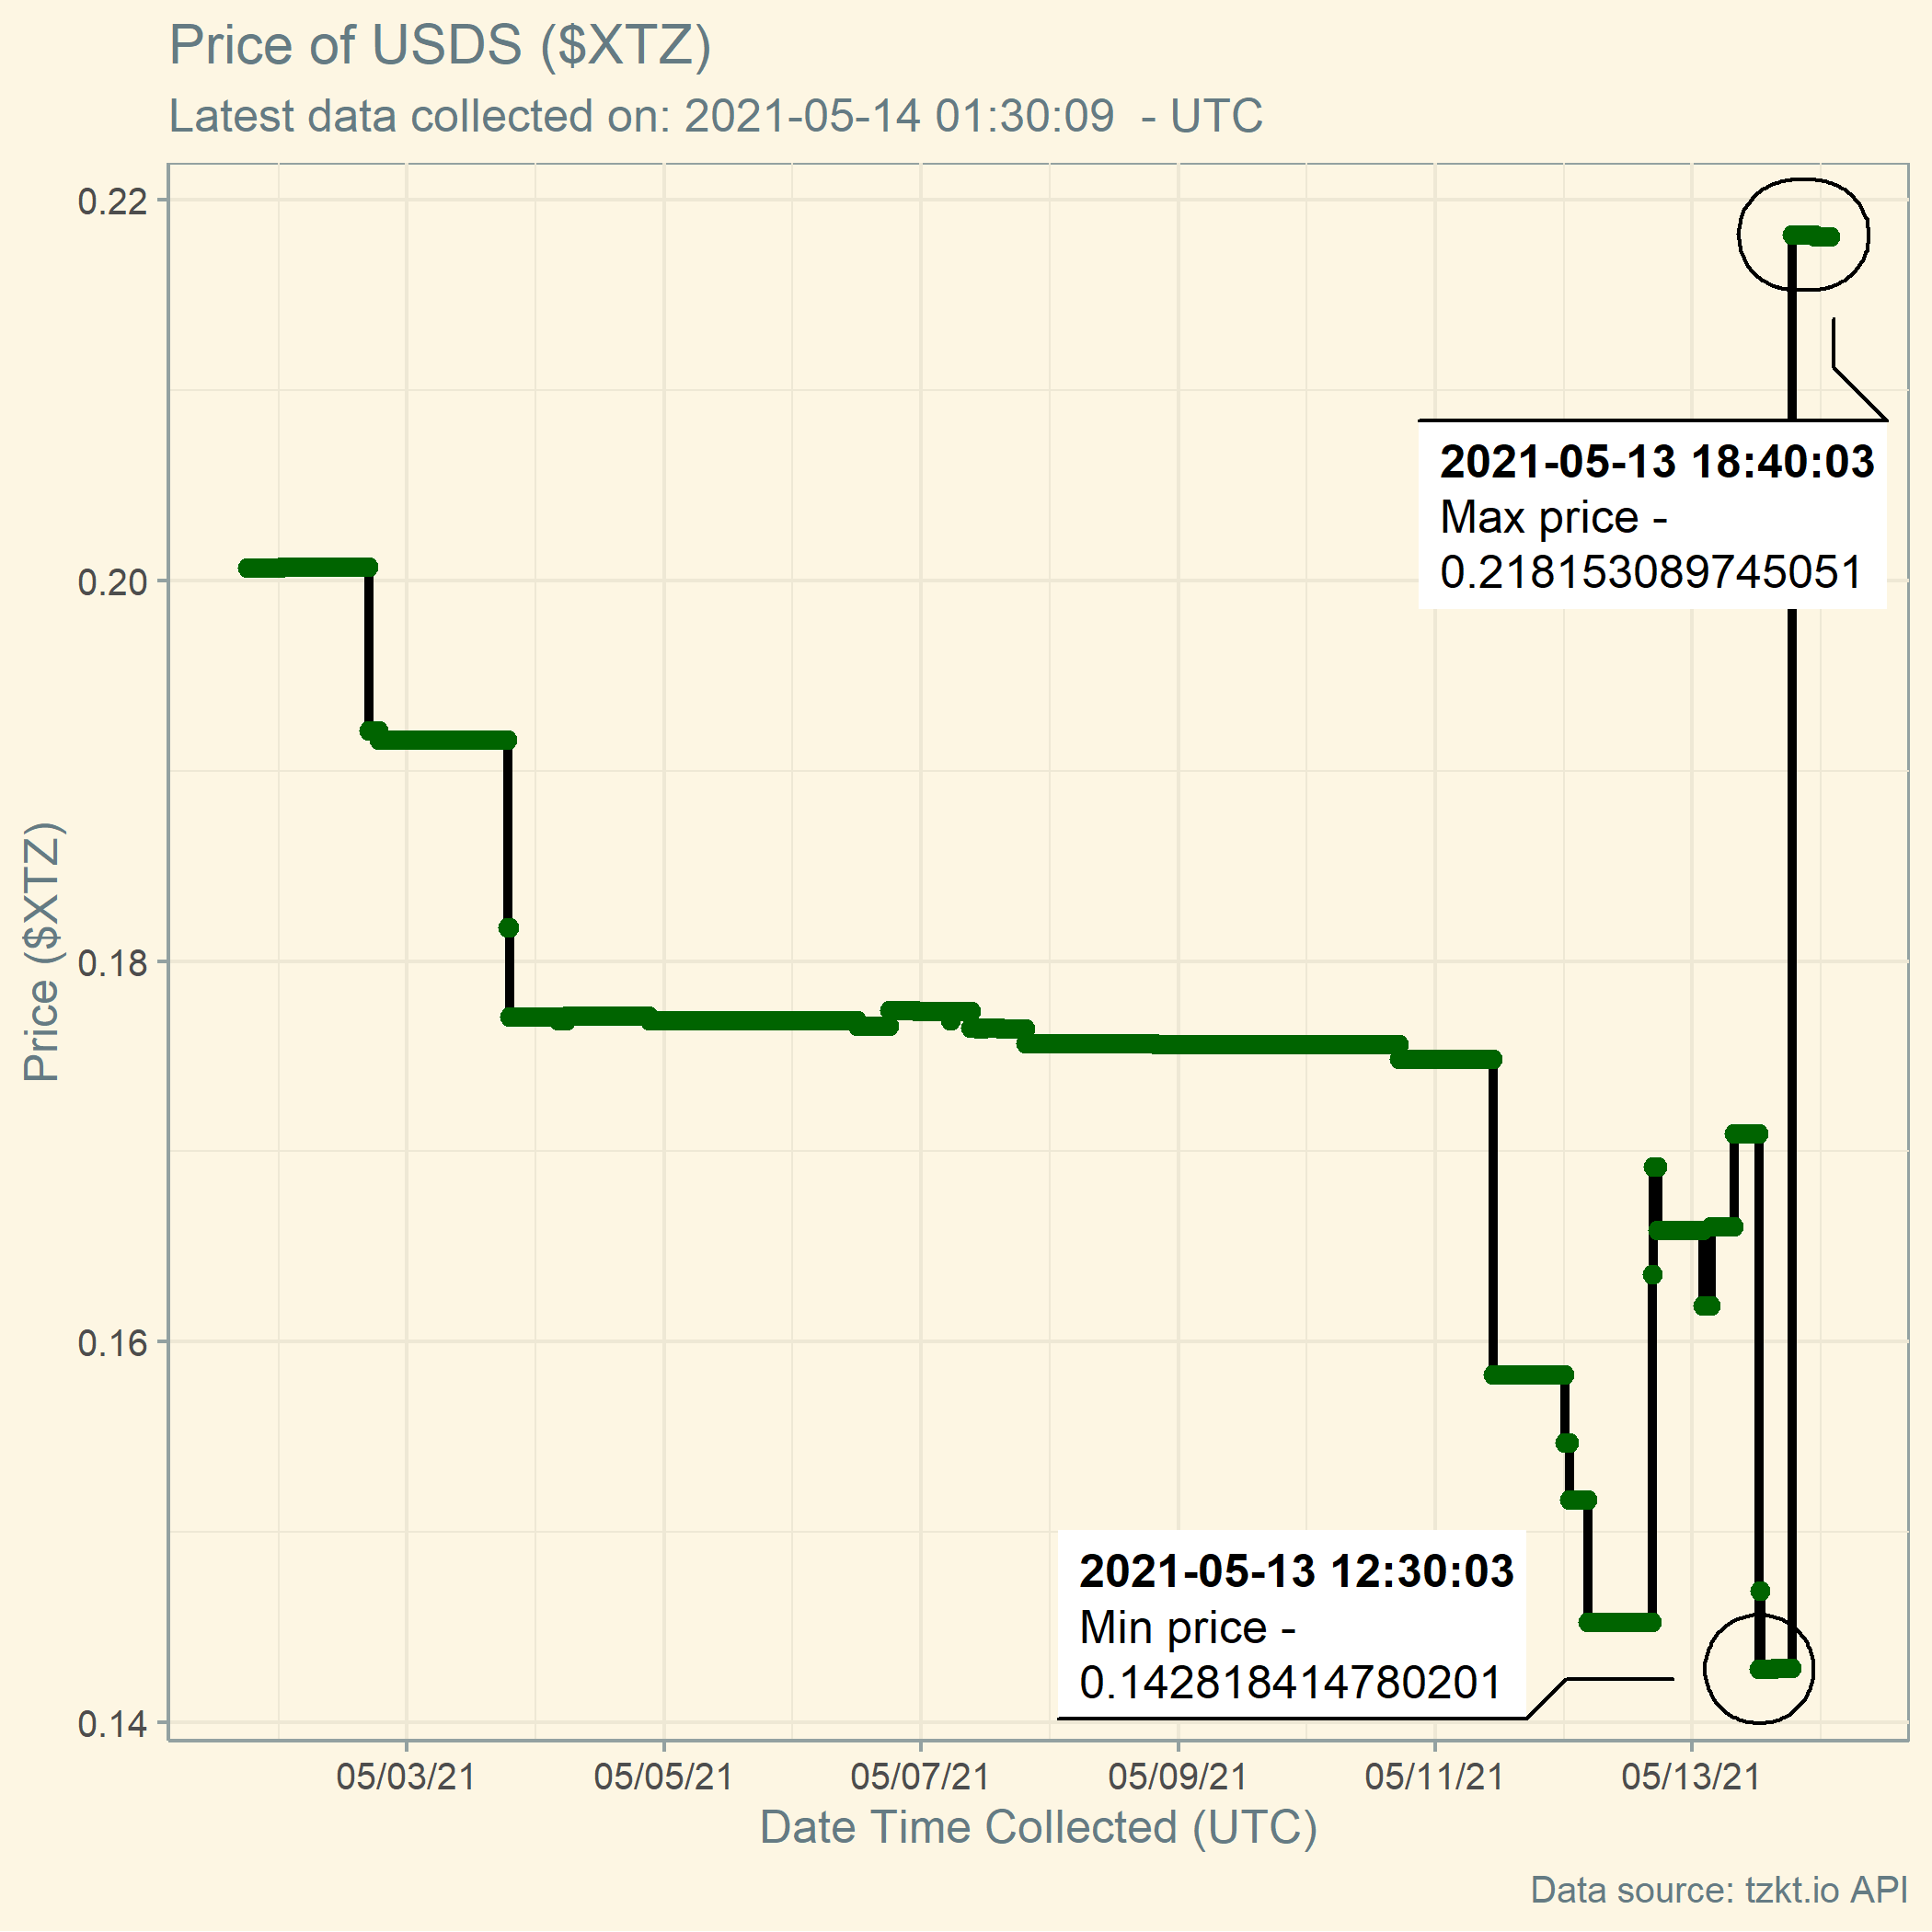 Price of USDS ($XTZ)
Latest data collected on: 2021-05-14 01:30:09  - UTC
Price ($XTZ)
0.22
0.20
0.18
0.16
0.14
2021-05-13 18:40:03
Max price -
0.218153089745051
2021-05-13 12:30:03
Min price -
0.142818414780201
05/03/21
05/05/21
05/07/21
05/09/21
05/11/21
05/13/21
Date Time Collected (UTC)
Data source: tzkt.io API